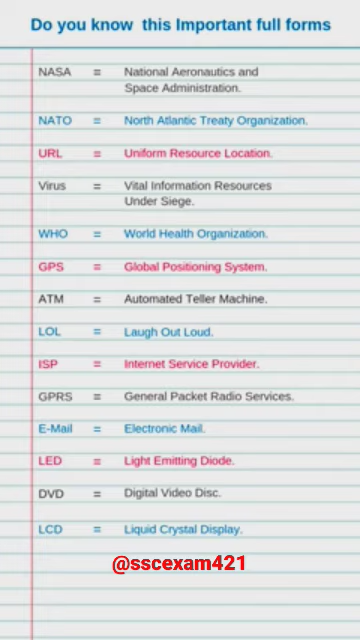 Do you know this Important full forms
NASA = National Aeronautics and
Space Administration.
NATO = North Atlantic Treaty Organization.
URL = Uniform Resource Location.
Virus = Vital Information Resources
Under Siege.
WHO = World Health Organization.
GPS = Global Positioning System.
ATM = Automated Teller Machine.
LOL = Laugh Out Loud.
ISP = Internet Service Provider.
GPRS = General Packet Radio Services.
E-Mail = Electronic Mail.
LED = Light Emitting Diode.
DVD = Digital Video Disc.
LCD = Liquid Crystal Display.
@sscexam421